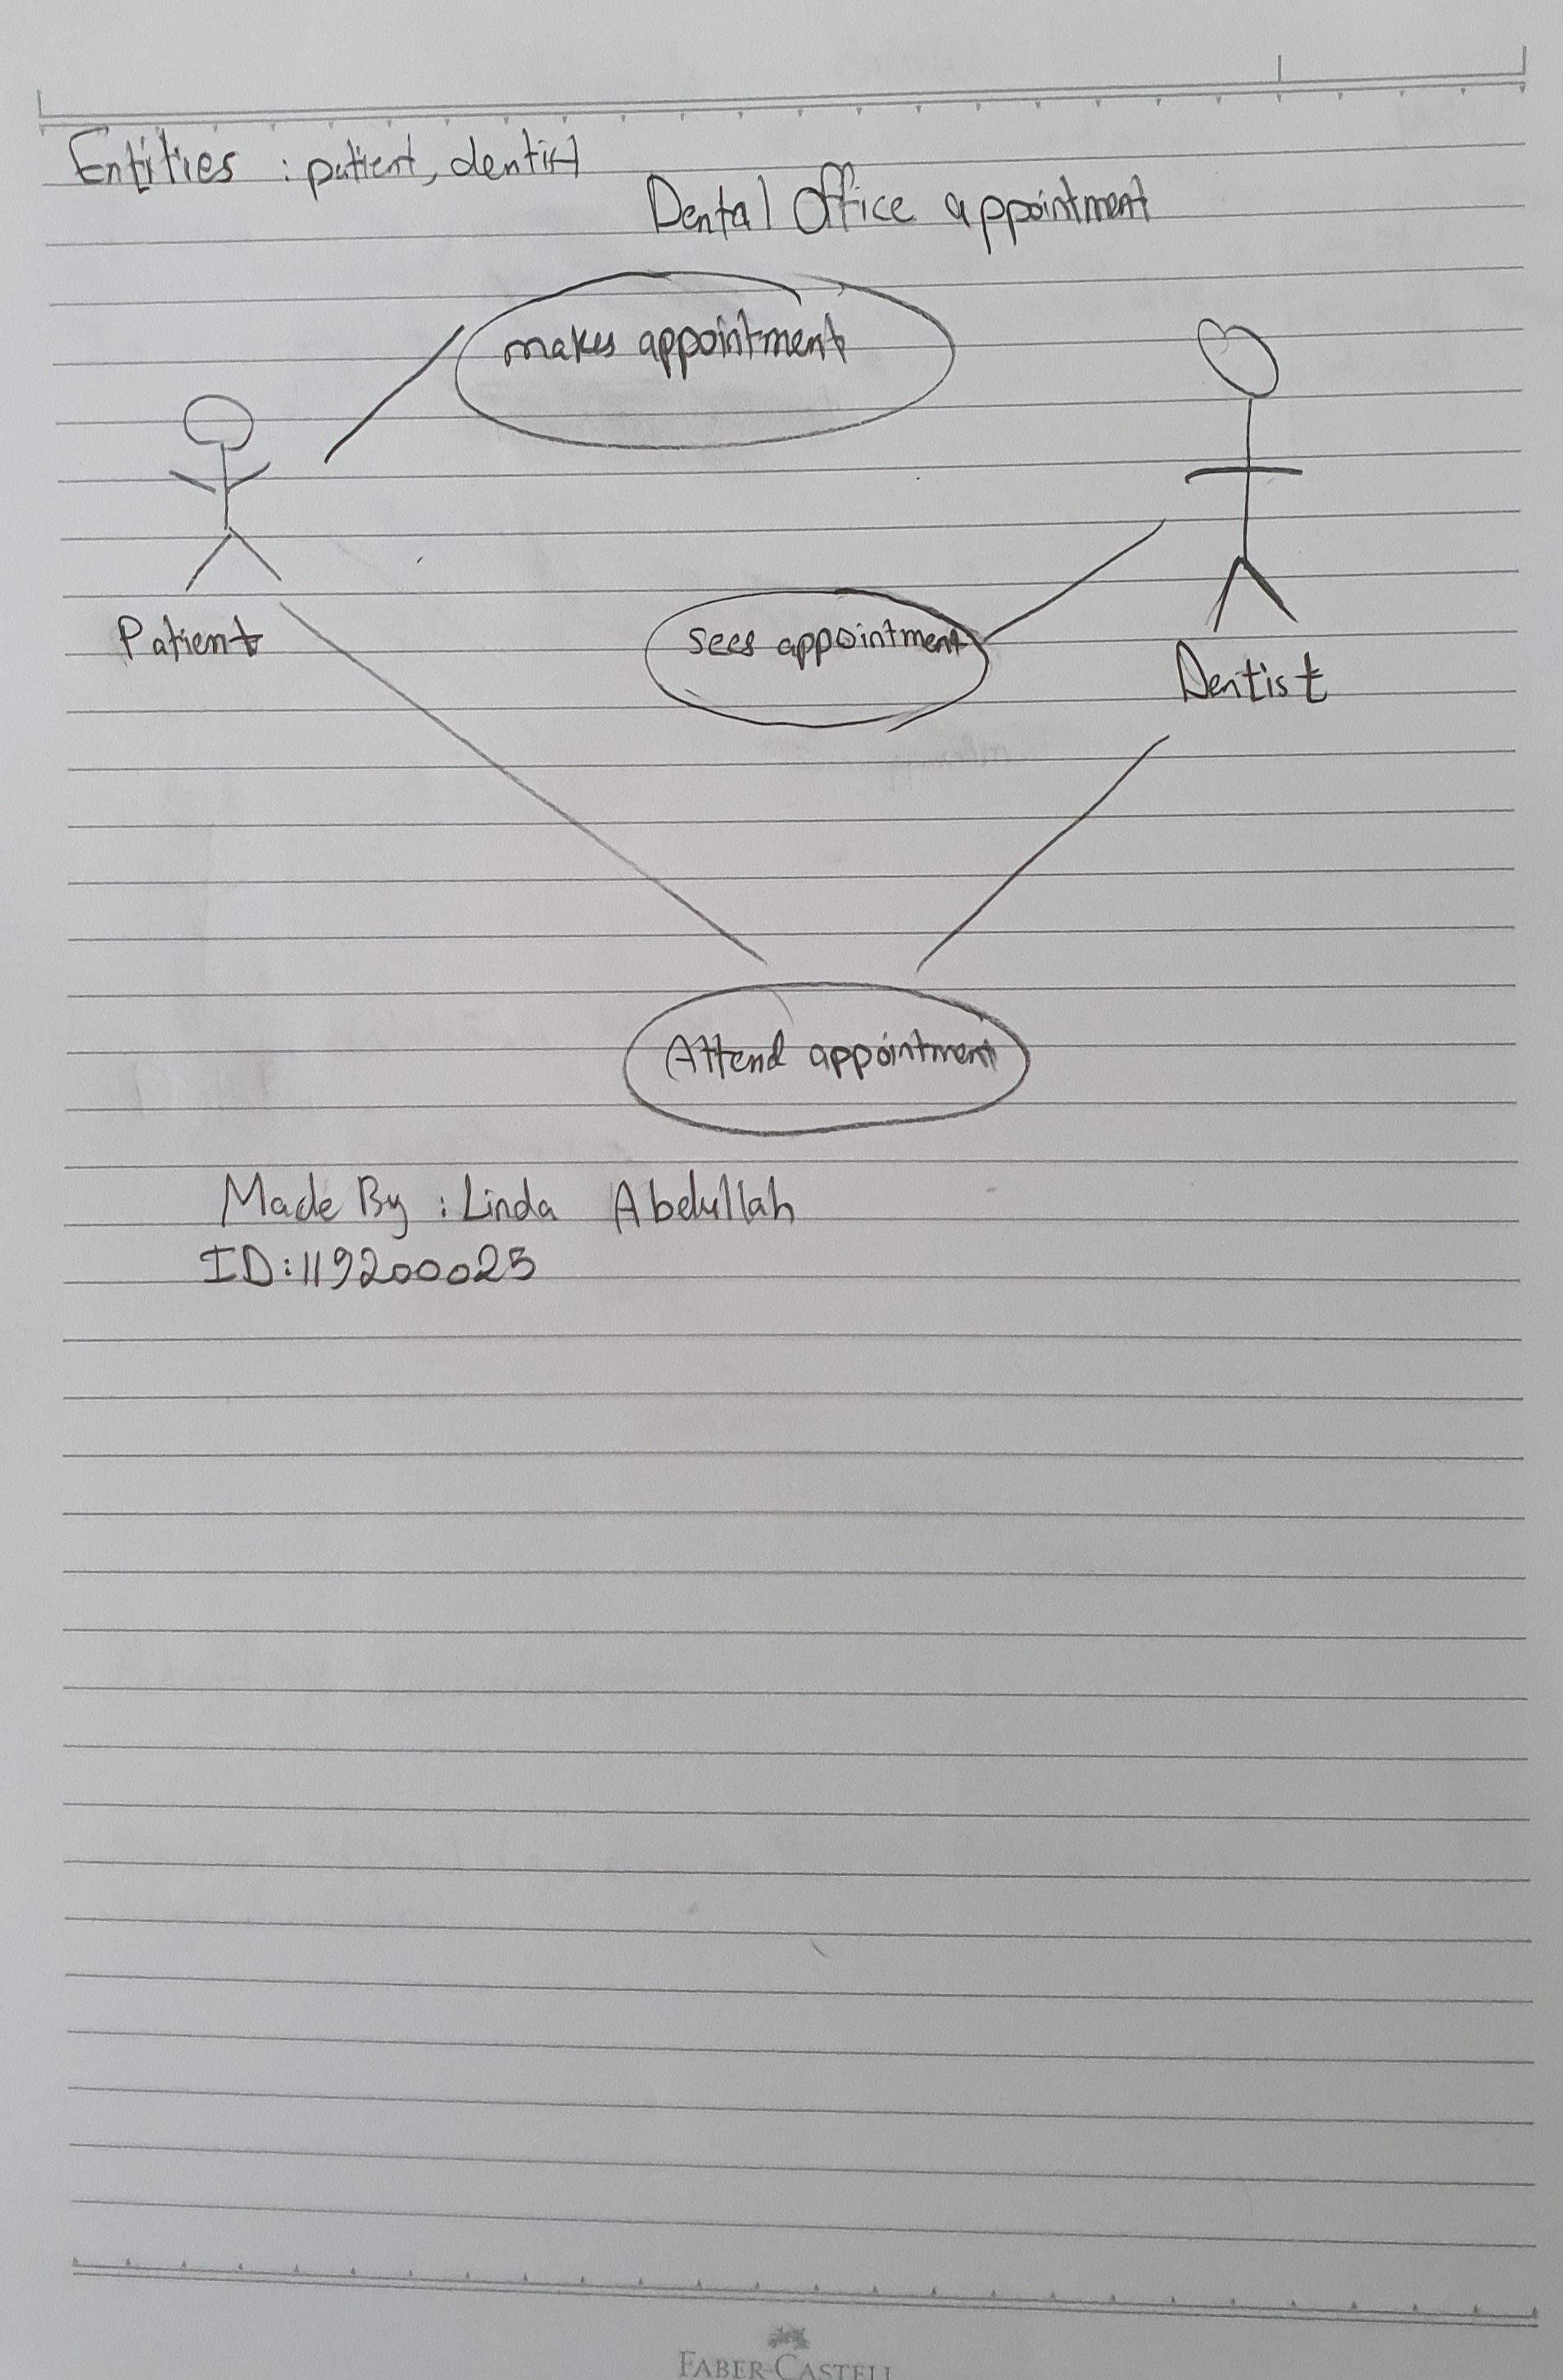 Entities : patient, dentist
Dental Office appointment
makes appointment
sees appointment
Patient
Dentist
Attend appointment
Made By : Linda Abdullah
ID:119200025
FABER-CASTELL